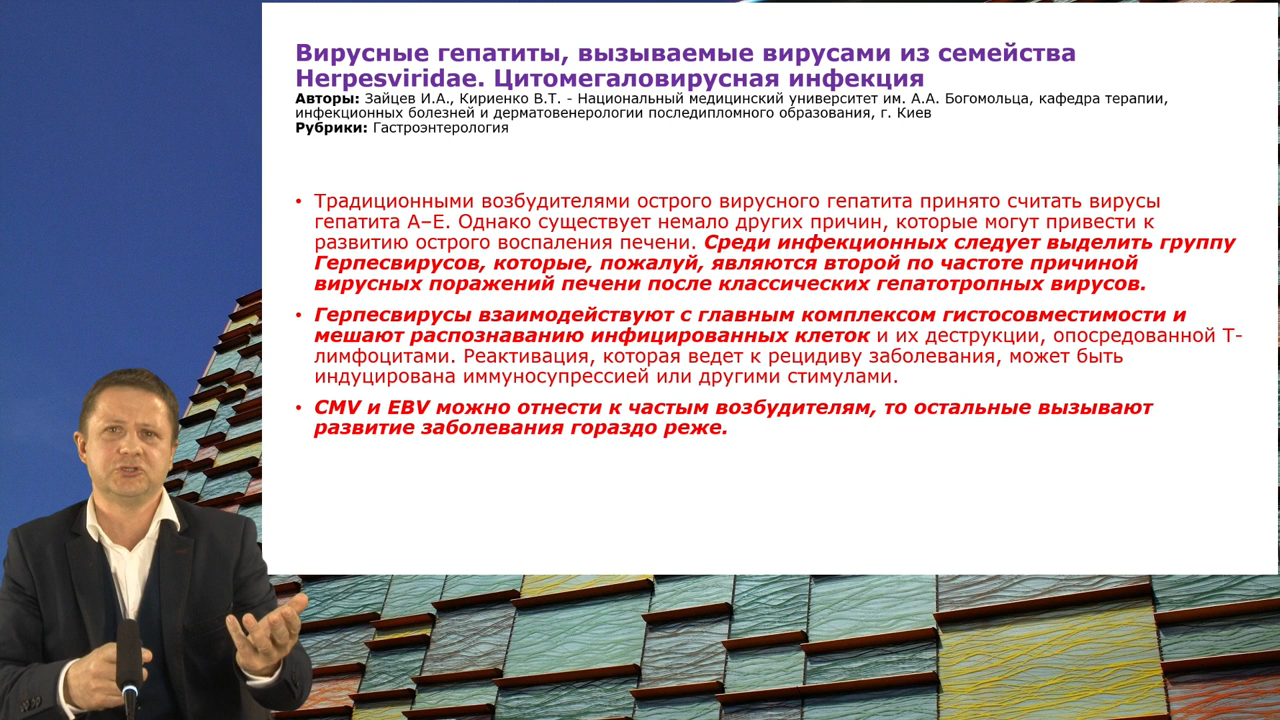 Вирусные гепатиты, вызываемые вирусами из семейства
Herpesviridae. Цитомегаловирусная инфекция
Авторы: Зайцев И.А., Кириенко В.Т. - Национальный медицинский университет им. А.А. Богомольца, кафедра терапии,
инфекционных болезней и дерматовенерологии последипломного образования, г. Киев
Рубрики: Гастроэнтерология
• Традиционными возбудителями острого вирусного гепатита принято считать вирусы
гепатита А–Е. Однако существует немало других причин, которые могут привести к
развитию острого воспаления печени. Среди инфекционных следует выделить группу
Герпесвирусов, которые, пожалуй, являются второй по частоте причиной
вирусных поражений печени после классических гепатотропных вирусов.
• Герпесвирусы взаимодействуют с главным комплексом гистосовместимости и
мешают распознаванию инфицированных клеток и их деструкции, опосредованной Т-
лимфоцитами. Реактивация, которая ведет к рецидиву заболевания, может быть
индуцирована иммуносупрессией или другими стимулами.
• CMV и EBV можно отнести к частым возбудителям, то остальные вызывают
развитие заболевания гораздо реже.